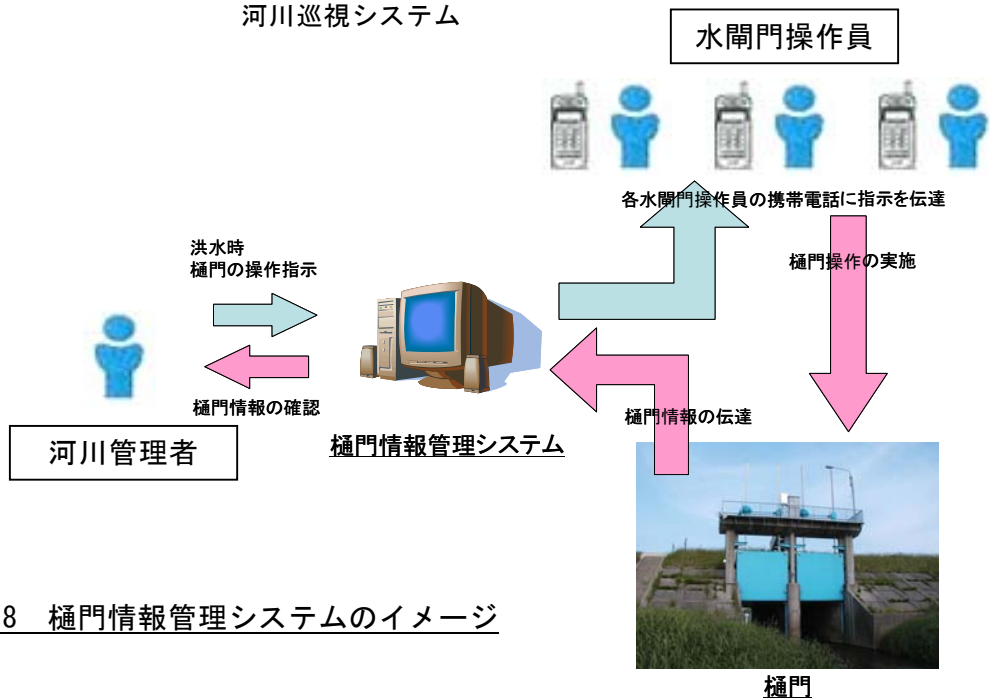 河川巡視システム
水閘門操作員
各水閘門操作員の携帯電話に指示を伝達
洪水時
樋門の操作指示
樋門操作の実施
樋門情報の確認
樋門情報の伝達
河川管理者
樋門情報管理システム
8　樋門情報管理システムのイメージ
樋門